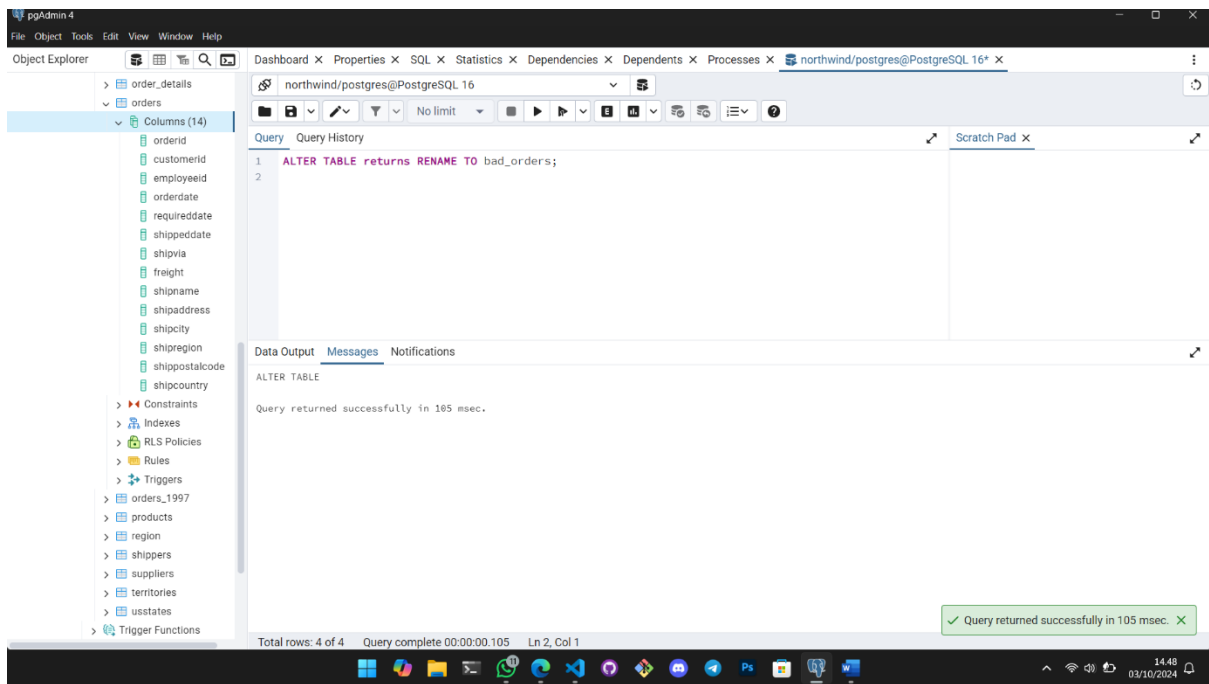 pgAdmin 4
File Object Tools Edit View Window Help
Object Explorer
Dashboard X Properties X SQL X Statistics X Dependencies X Dependents X Processes X northwind/postgres@PostgreSQL 16* X
order_details
orders
Columns (14)
orderid
customerid
employeeid
orderdate
requireddate
shippeddate
shipvia
freight
shipname
shipaddress
shipcity
shipregion
shippostalcode
shipcountry
Constraints
Indexes
RLS Policies
Rules
Triggers
orders_1997
products
region
shippers
suppliers
territories
usstates
Trigger Functions
northwind/postgres@PostgreSQL 16
No limit
E
Query Query History
Scratch Pad X
1 ALTER TABLE returns RENAME TO bad_orders;
2
Data Output Messages Notifications
ALTER TABLE
Query returned successfully in 105 msec.
Query returned successfully in 105 msec.
Total rows: 4 of 4 Query complete 00:00:00.105 Ln 2, Col 1
Ps
W
14.48
03/10/2024